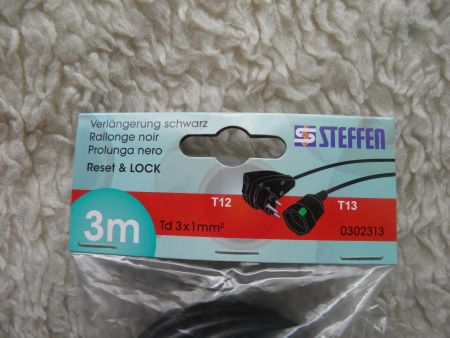 Verlängerung schwarz
Rallonge noir
Prolunga nero
Reset & LOCK
STEFFEN
T12
T13
3m
Td 3x1mm²
0302313